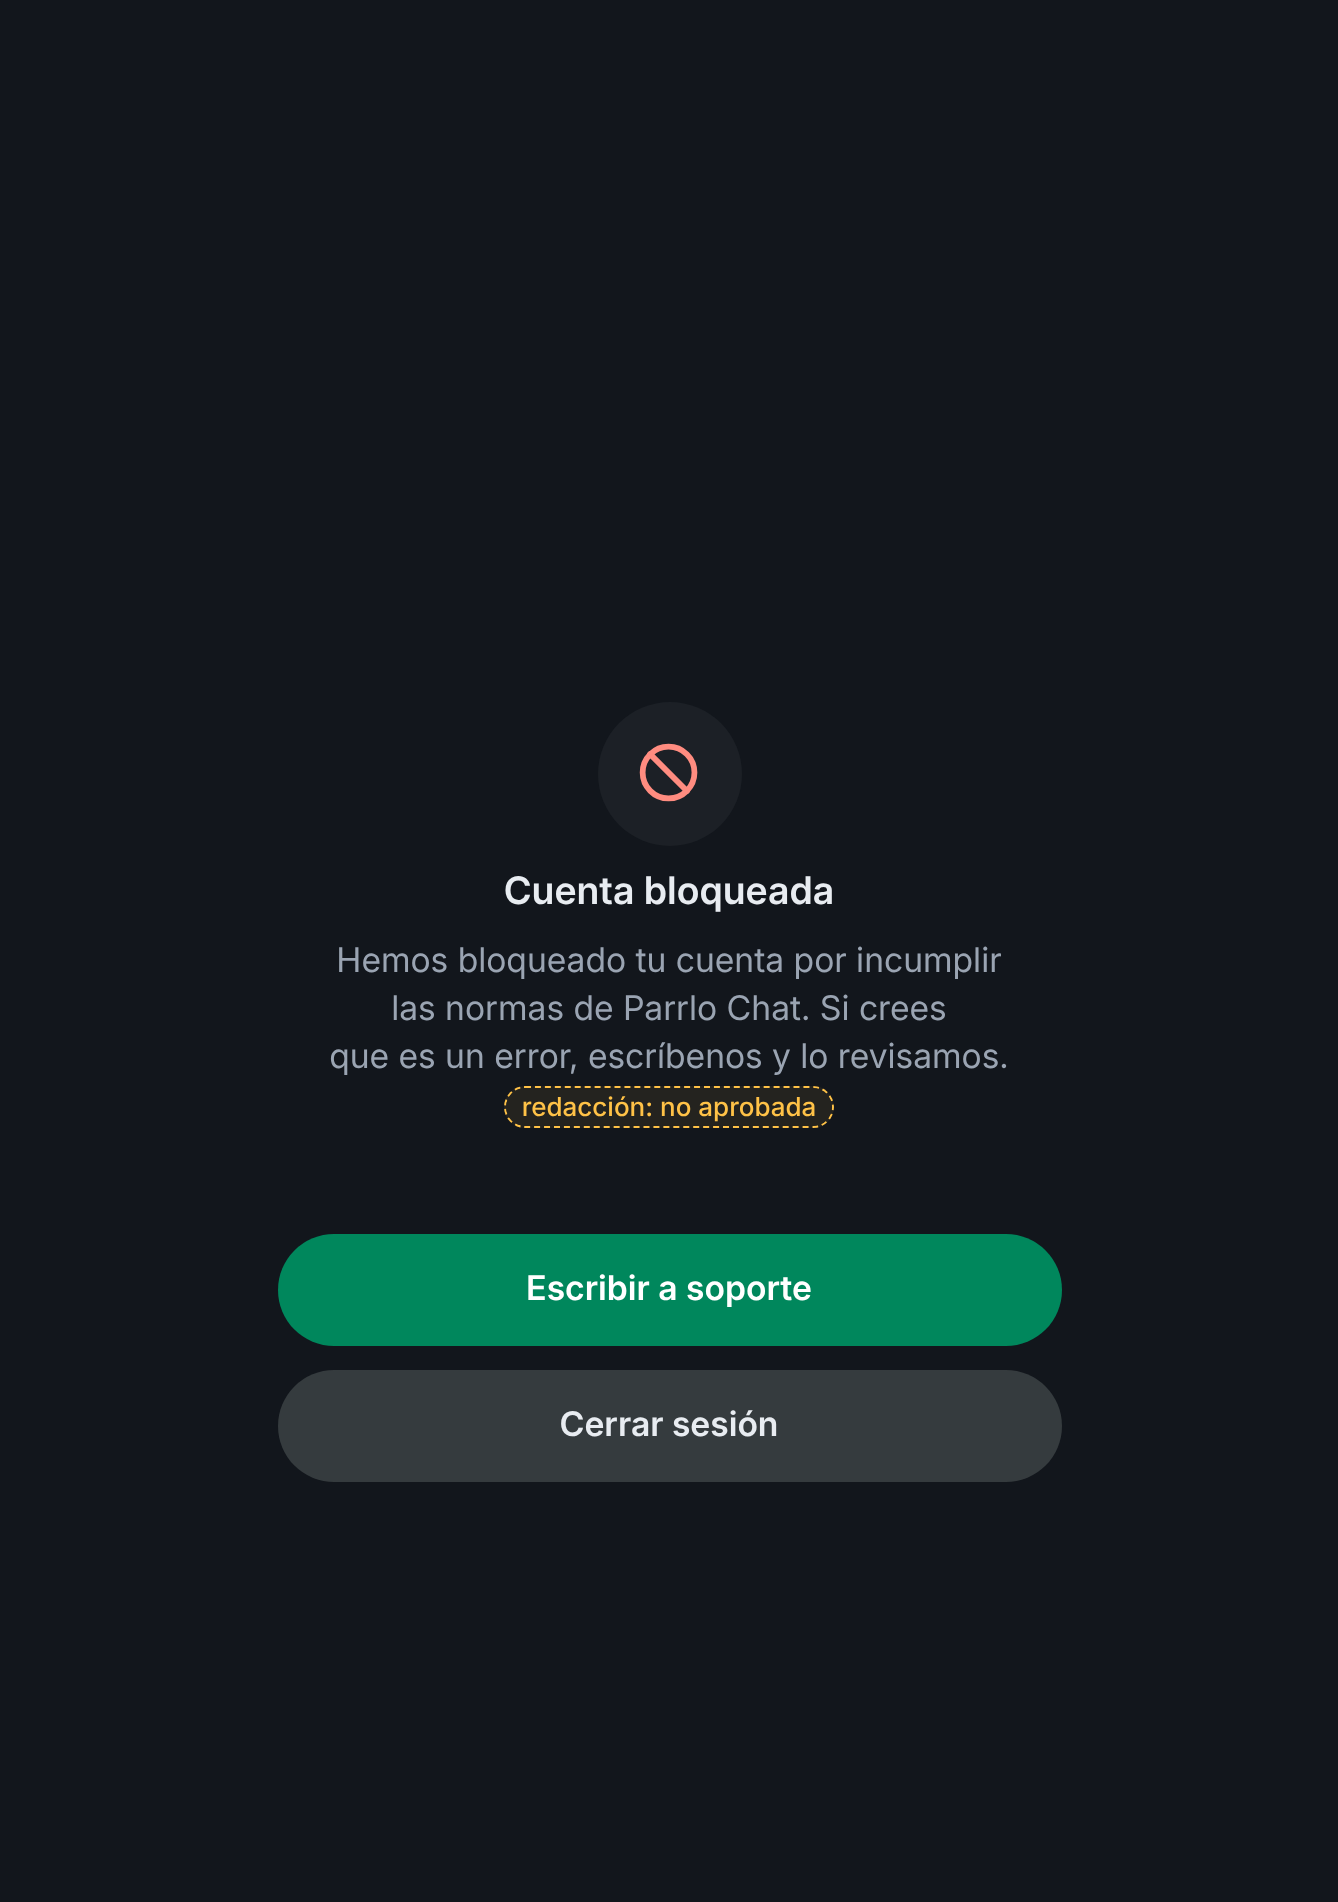 Cuenta bloqueada
Hemos bloqueado tu cuenta por incumplir
las normas de Parrlo Chat. Si crees
que es un error, escríbenos y lo revisamos.
redacción: no aprobada
Escribir a soporte
Cerrar sesión